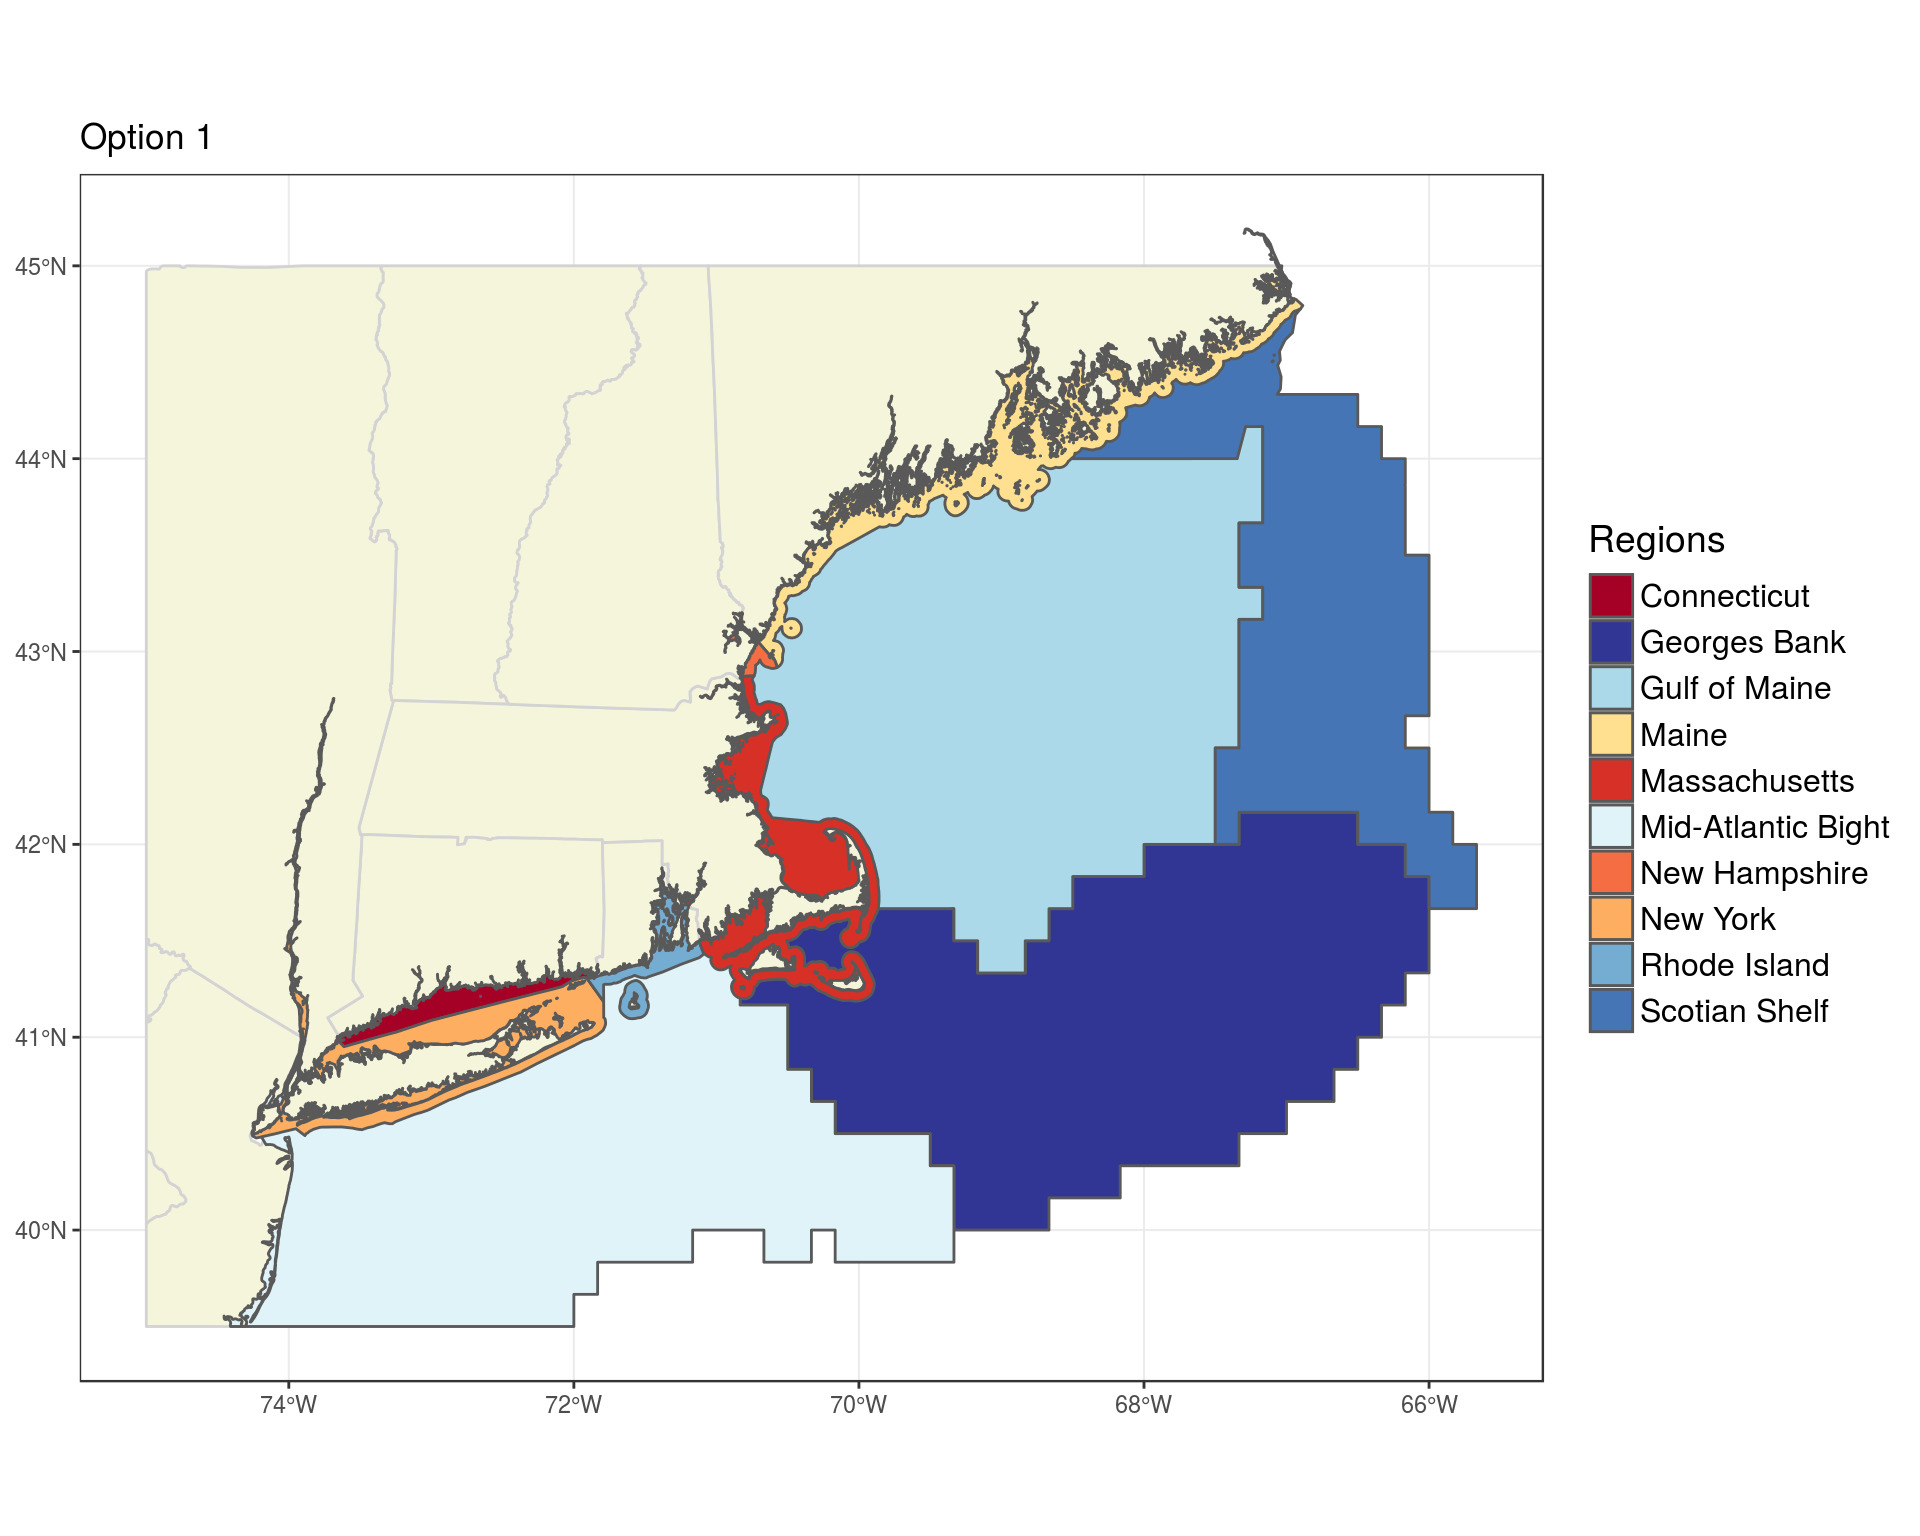 Option 1
45°N
44°N
43°N
42°N
41°N
40°N
74°W
72°W
70°W
68°W
66°W
Regions
Connecticut
Georges Bank
Gulf of Maine
Maine
Massachusetts
Mid-Atlantic Bight
New Hampshire
New York
Rhode Island
Scotian Shelf